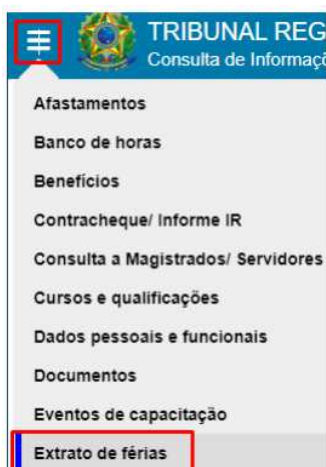 TRIBUNAL REG
Consulta de Informaçõ
Afastamentos
Banco de horas
Benefícios
Contracheque/ Informe IR
Consulta a Magistrados/ Servidores
Cursos e qualificações
Dados pessoais e funcionais
Documentos
Eventos de capacitação
Extrato de férias